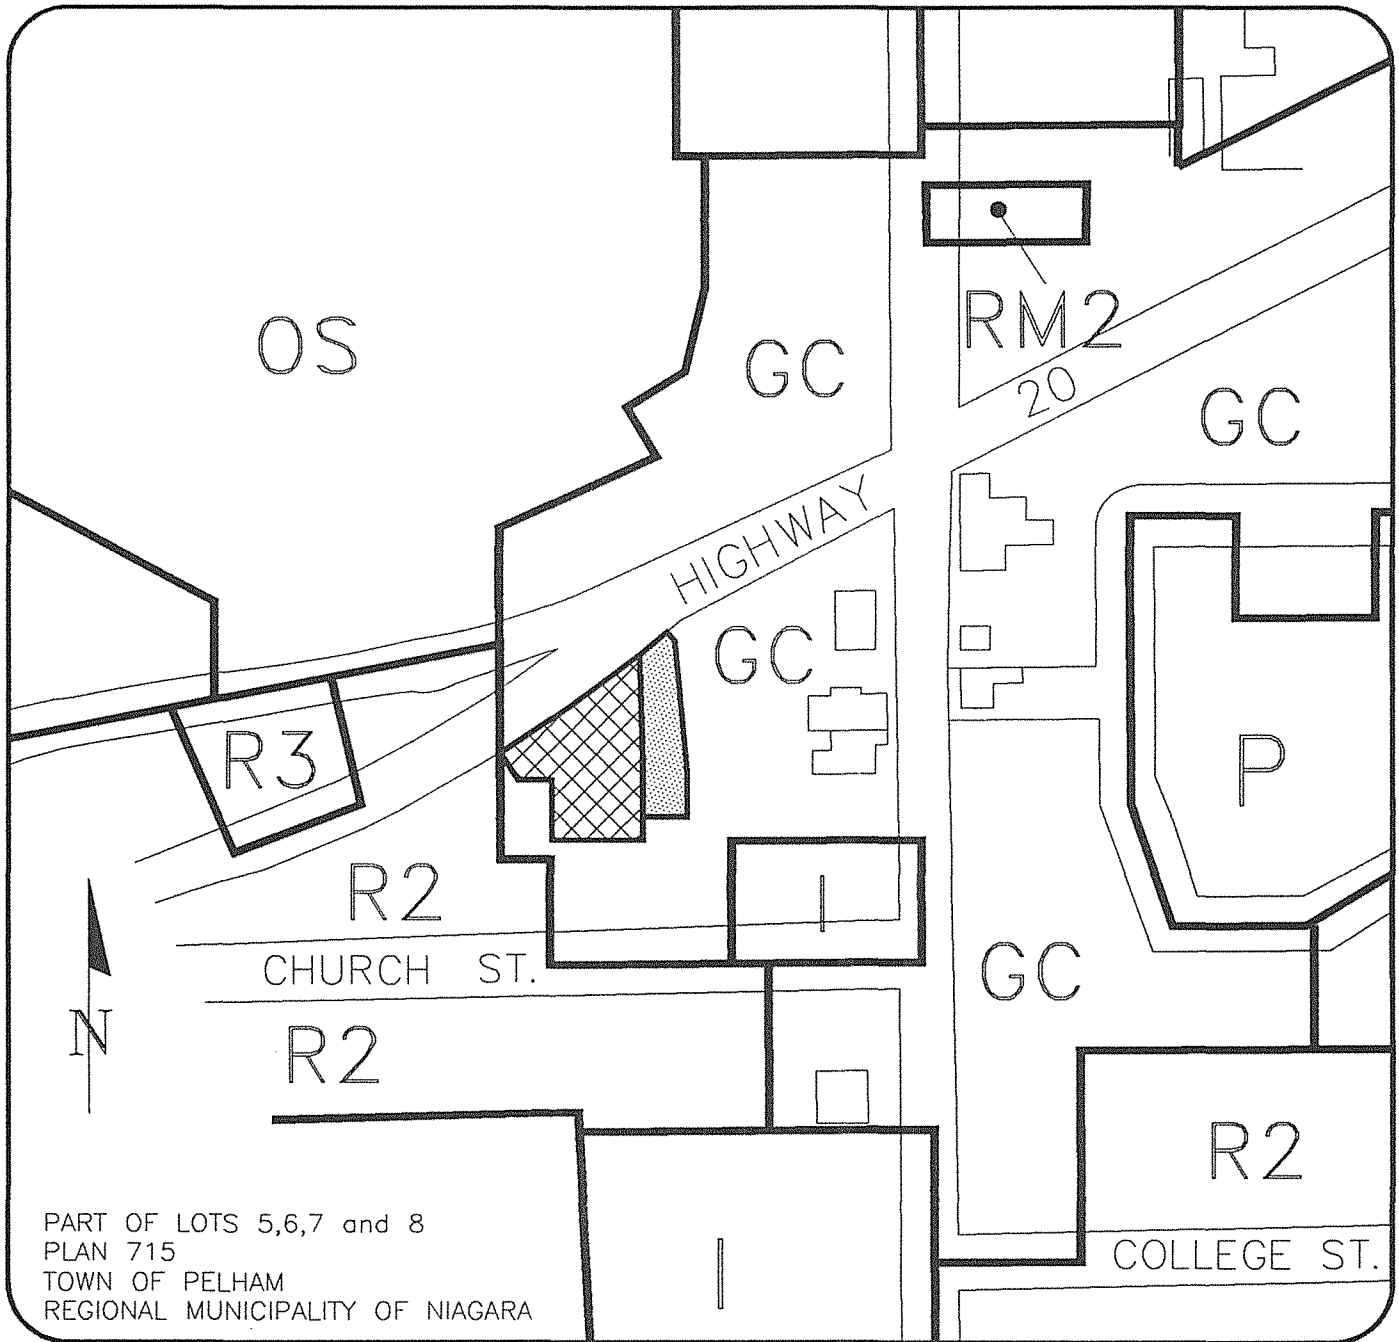 OS
GC
RM2
20
GC
HIGHWAY
GC
R3
P
R2
I
CHURCH ST.
GC
N
R2
R2
I
COLLEGE ST.
PART OF LOTS 5,6,7 and 8
PLAN 715
TOWN OF PELHAM
REGIONAL MUNICIPALITY OF NIAGARA